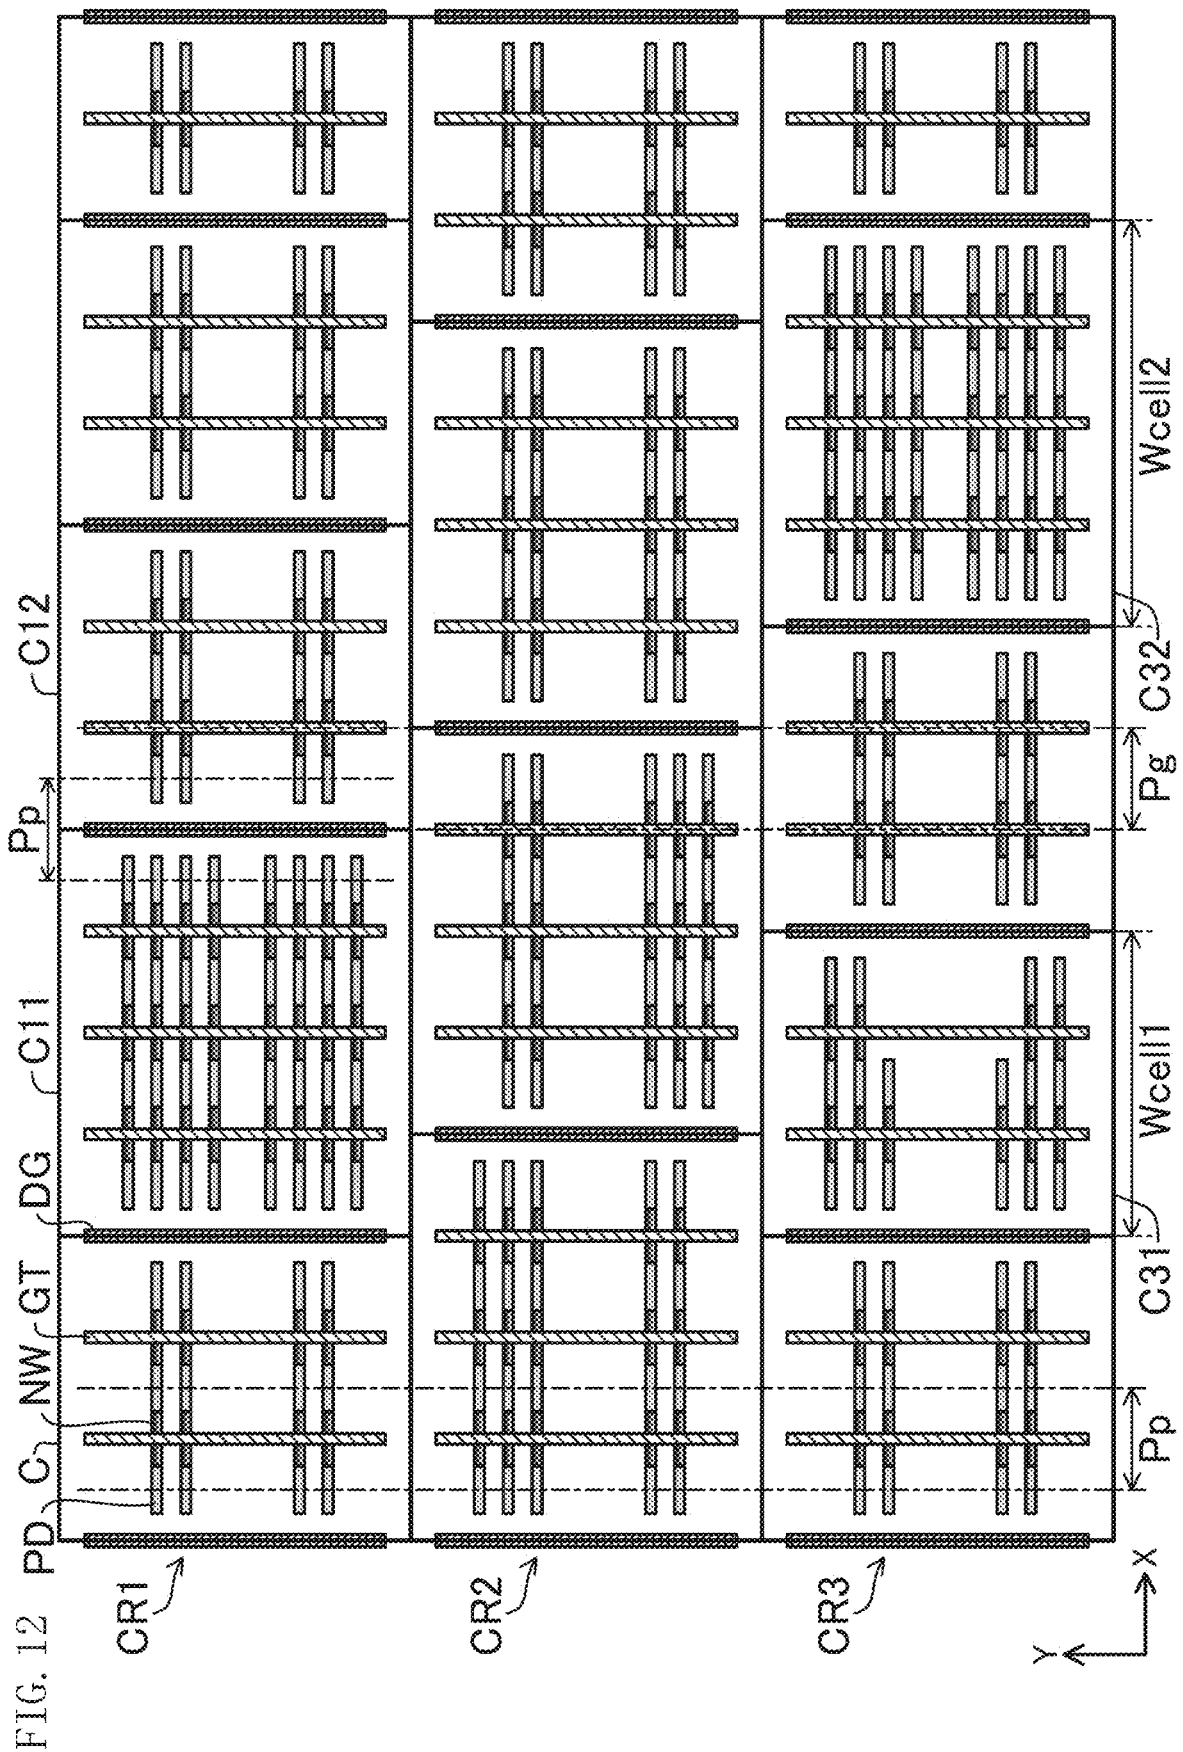 FIG. 12
PD
C
NW
GT
DG
C11
Pp
C12
CR1
CR2
CR3
Pp
C31
Wcell1
Pg
C32
Wcell2
Y
X